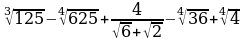 ∛125 − ∜625 + 4/(√6+√2) − ∜36 + ∜4